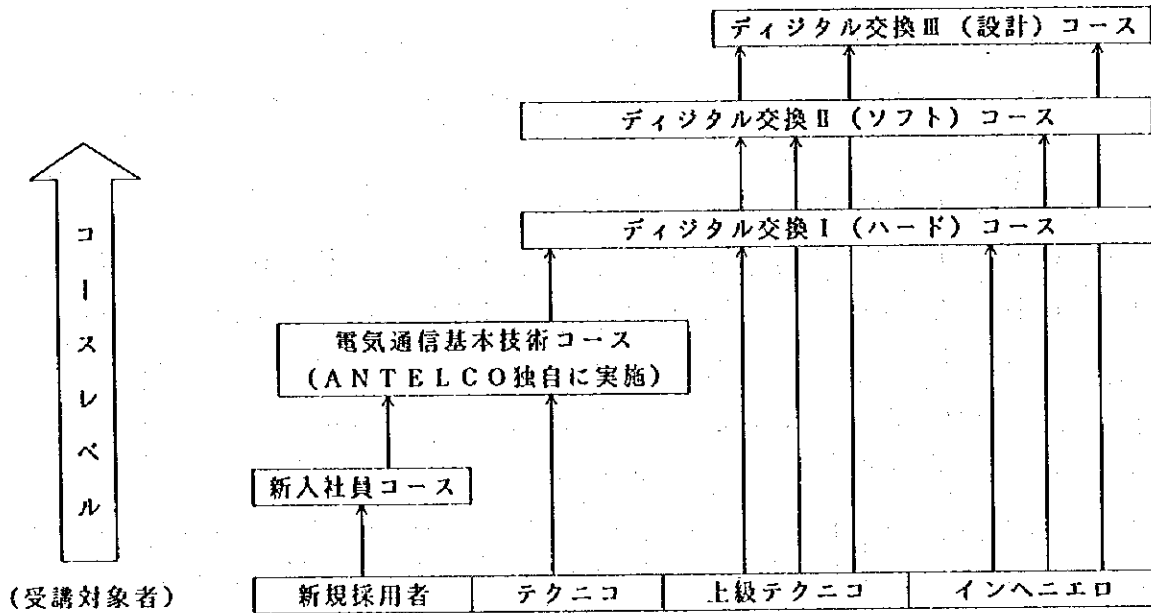 ディジタル交換Ⅲ（設計）コース
ディジタル交換Ⅱ（ソフト）コース
ディジタル交換Ⅰ（ハード）コース
コースレベル
電気通信基本技術コース
（ＡＮＴＥＬＣＯ独自に実施）
新入社員コース
（受講対象者）
新規採用者
テクニコ
上級テクニコ
インヘニエロ